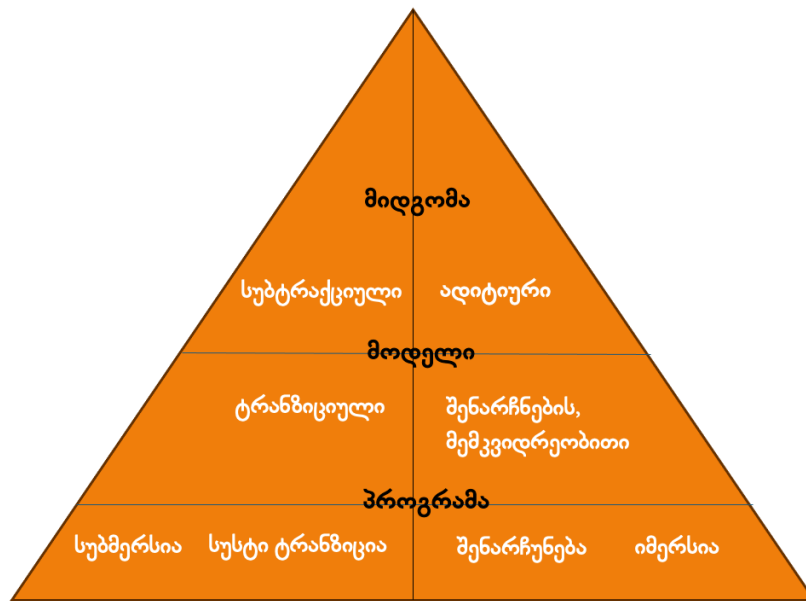 მიდგომა
სუბტრაქციული
ადიტიური
მოდელი
ტრანზიციული
შენარჩნების,
მემკვიდრეობითი
პროგრამა
სუბმერსია
სუსტი ტრანზიცია
შენარჩუნება
იმერსია